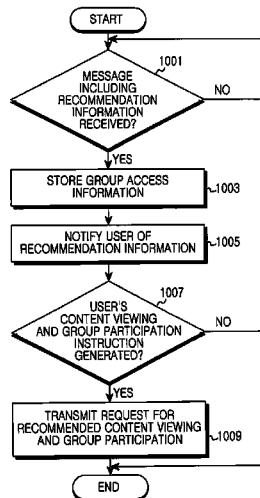 START
1001
MESSAGE
INCLUDING
RECOMMENDATION
INFORMATION
RECEIVED?
NO
YES
STORE GROUP ACCESS
INFORMATION
1003
NOTIFY USER OF
RECOMMENDATION INFORMATION
1005
1007
USER'S
CONTENT VIEWING
AND GROUP PARTICIPATION
INSTRUCTION
GENERATED?
NO
YES
TRANSMIT REQUEST FOR
RECOMMENDED CONTENT VIEWING
AND GROUP PARTICIPATION
1009
END